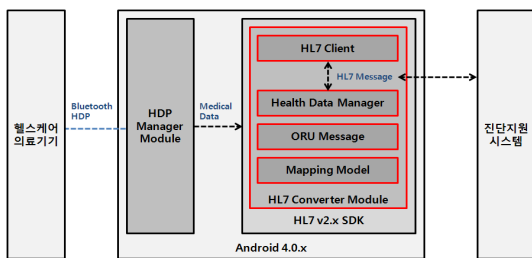 헬스케어
의료기기
Bluetooth
HDP
HDP
Manager
Module
Medical
Data
HL7 Client
HL7 Message
Health Data Manager
ORU Message
Mapping Model
HL7 Converter Module
HL7 v2.x SDK
Android 4.0.x
진단지원
시스템